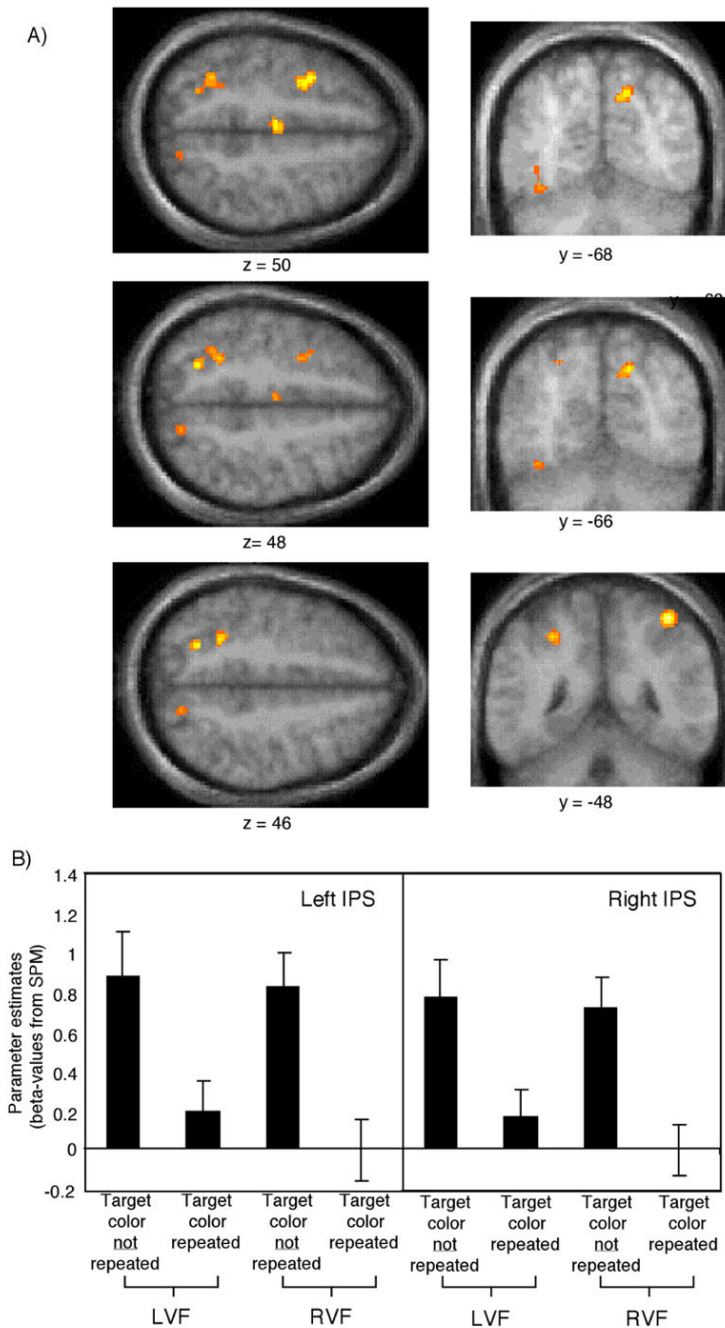 A)
z = 50
y = -68
z= 48
y = -66
z = 46
y = -48
B)
Parameter estimates
(beta-values from SPM)
1.4
1.2
1
0.8
0.6
0.4
0.2
0
-0.2
Left IPS
Right IPS
Target color not repeated
Target color repeated
Target color not repeated
Target color repeated
Target color not repeated
Target color repeated
Target color not repeated
Target color repeated
LVF
RVF
LVF
RVF